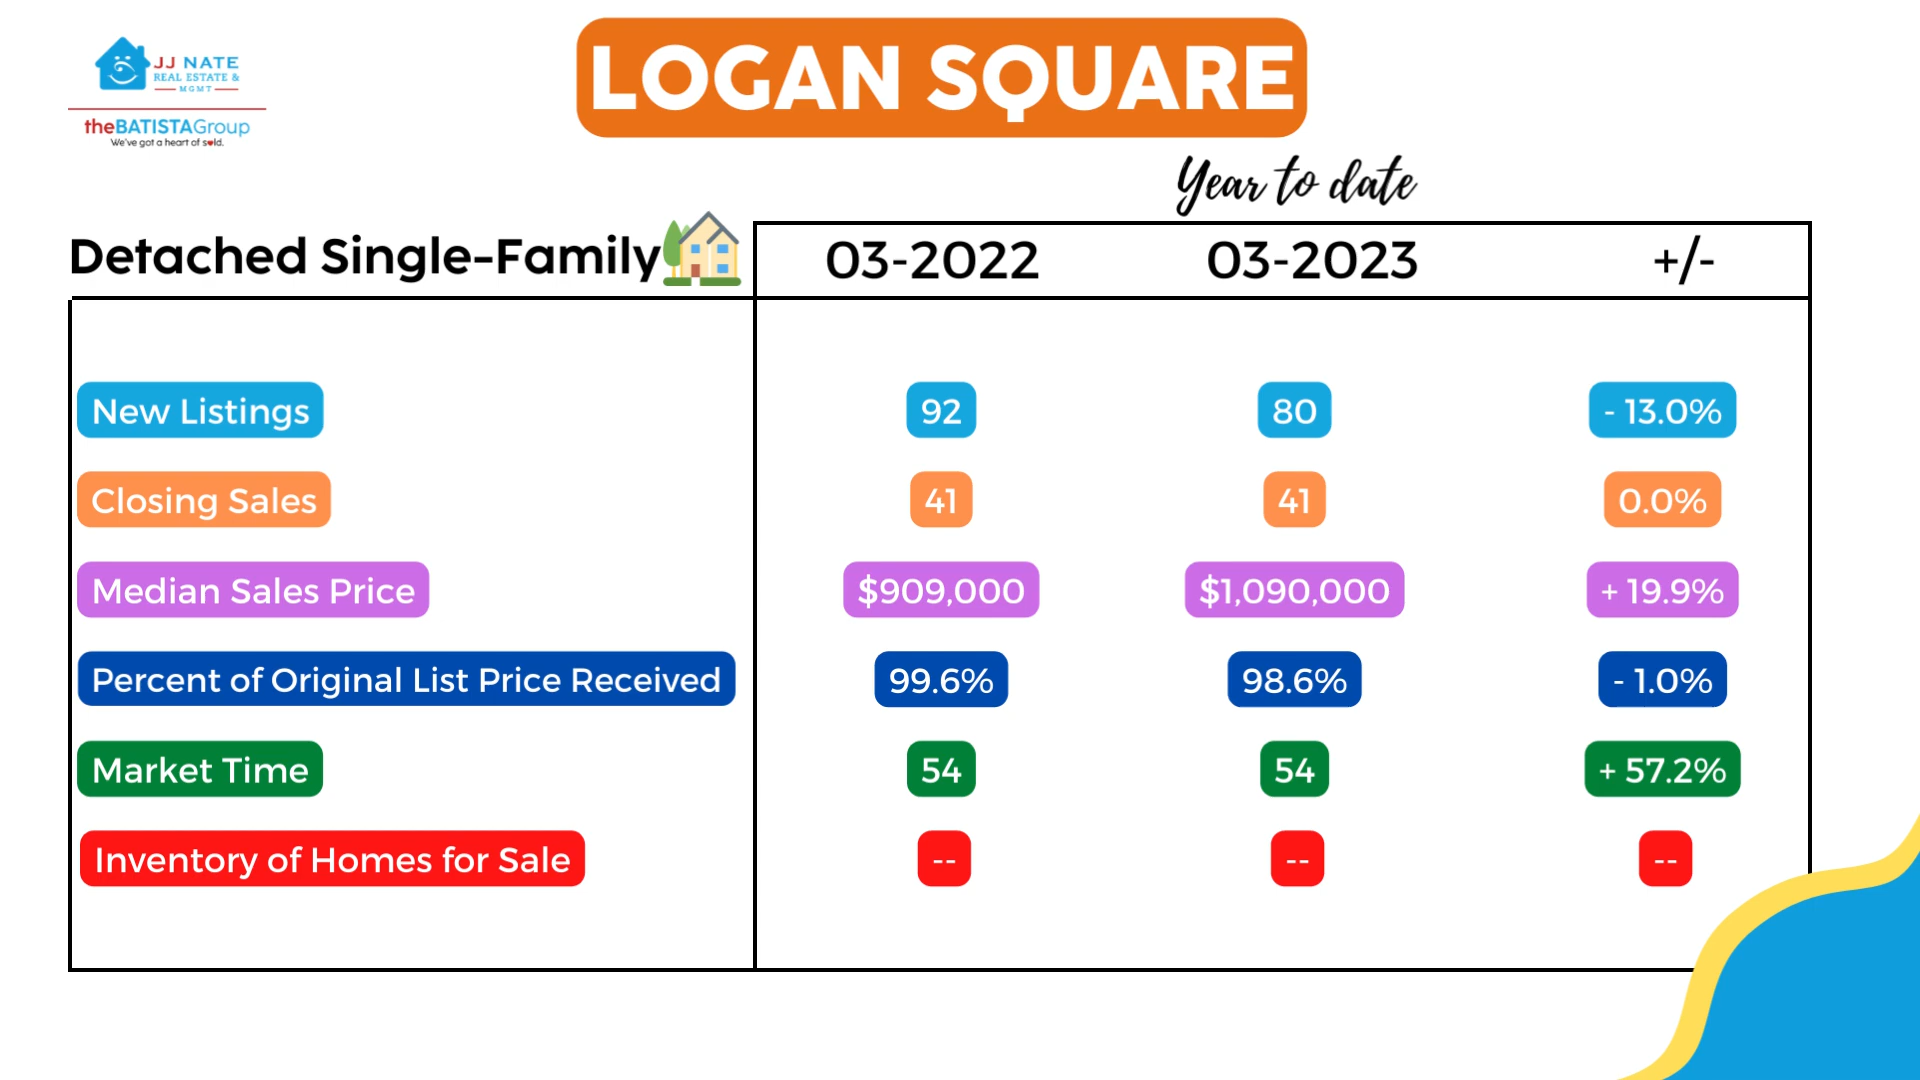 JJ NATE
REAL ESTATE &
MGMT
theBATISTAGroup
We've got a heart of sold.
LOGAN SQUARE
Year to date
Detached Single-Family 03-2022 03-2023 +/-
New Listings 92 80 - 13.0%
Closing Sales 41 41 0.0%
Median Sales Price $909,000 $1,090,000 + 19.9%
Percent of Original List Price Received 99.6% 98.6% - 1.0%
Market Time 54 54 + 57.2%
Inventory of Homes for Sale -- -- --